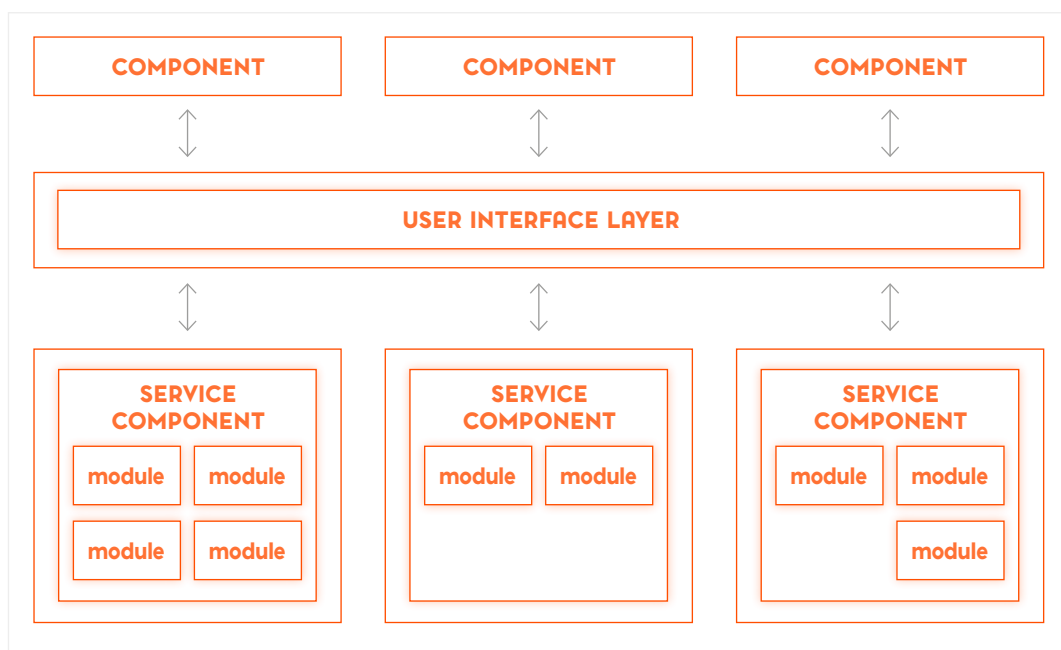 COMPONENT
COMPONENT
COMPONENT
USER INTERFACE LAYER
SERVICE
COMPONENT
module
module
module
module
SERVICE
COMPONENT
module
module
SERVICE
COMPONENT
module
module
module